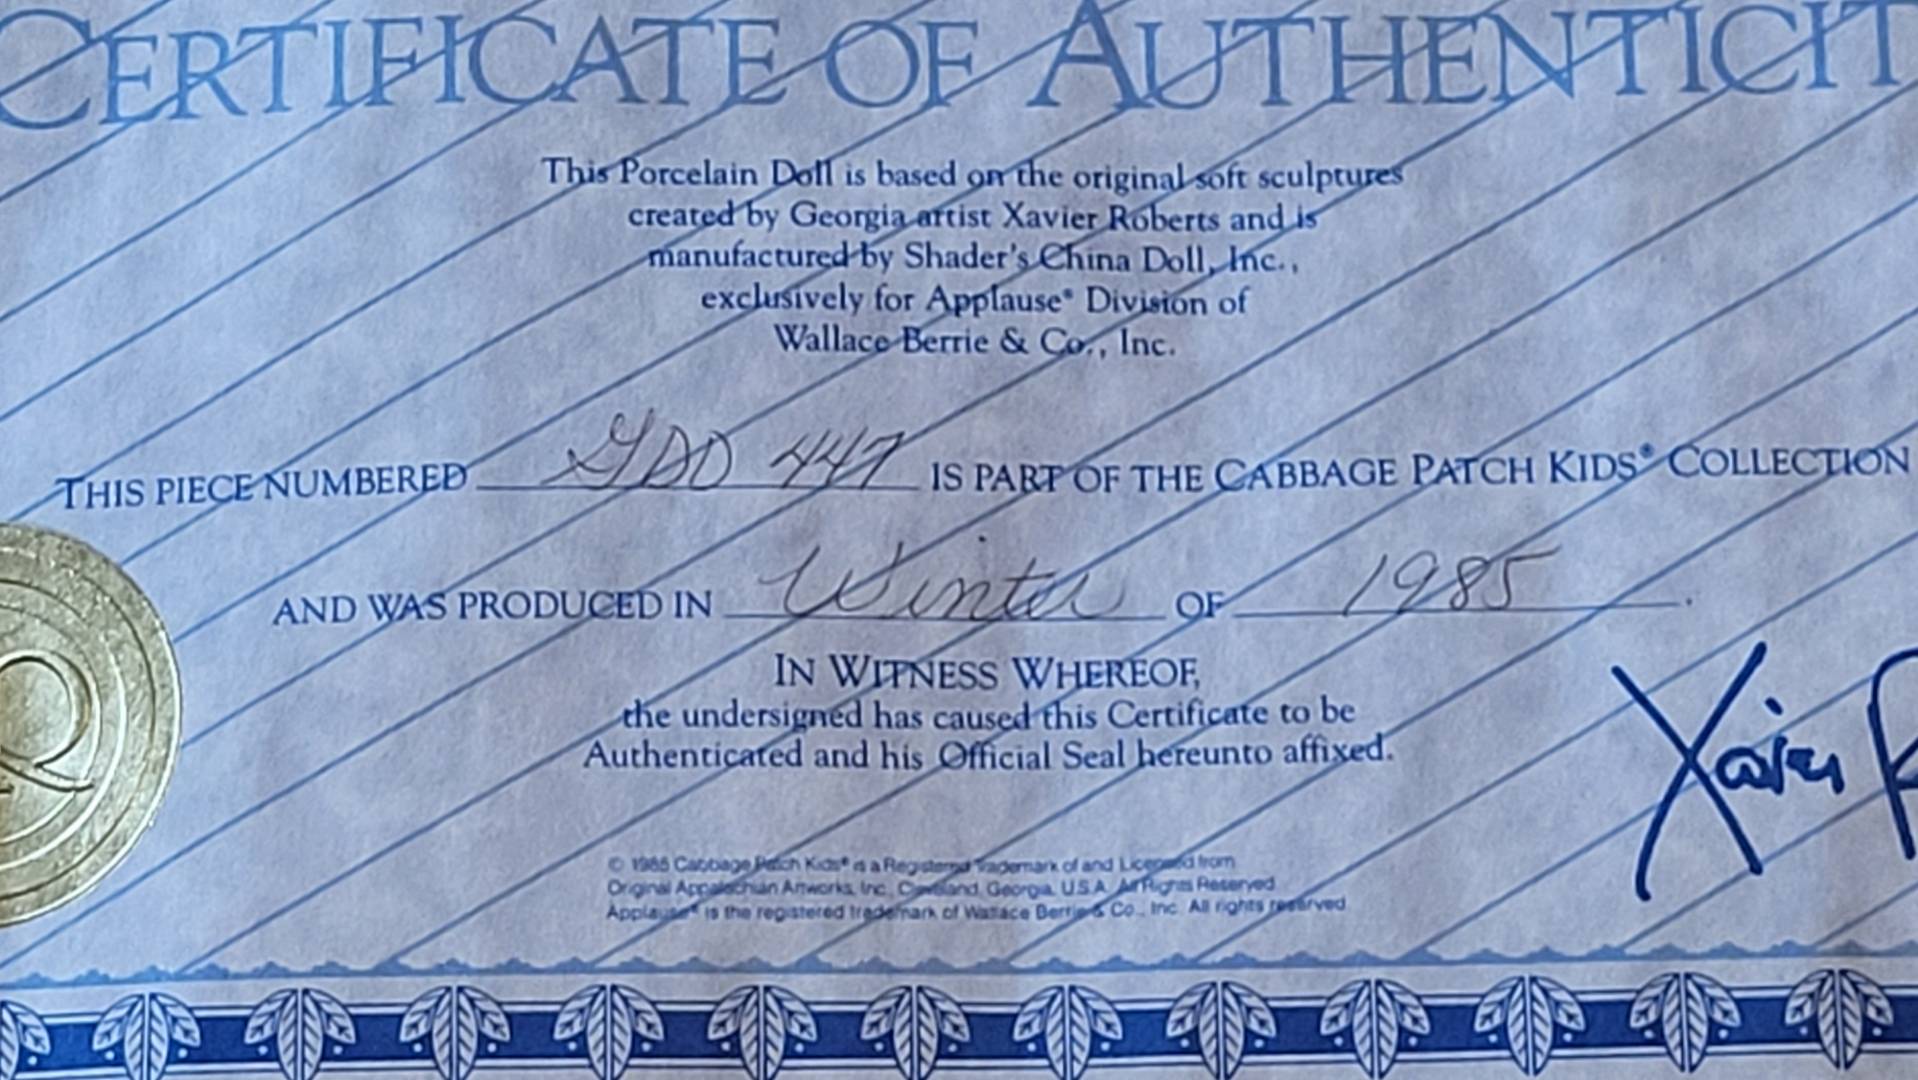 CERTIFICATE OF AUTHENTICIT
This Porcelain Doll is based on the original soft sculptures
created by Georgia artist Xavier Roberts and is
manufactured by Shader's China Doll, Inc.,
exclusively for Applause® Division of
Wallace Berrie & Co., Inc.
THIS PIECE NUMBERED GDD 447 IS PART OF THE CABBAGE PATCH KIDS® COLLECTION
AND WAS PRODUCED IN Winter OF 1985.
IN WITNESS WHEREOF,
the undersigned has caused this Certificate to be
Authenticated and his Official Seal hereunto affixed.
Xavier R
© 1985 Cabbage Patch Kids® is a Registered Trademark of and Licensed from
Original Appalachian Artworks, Inc., Cleveland, Georgia, U.S.A. All Rights Reserved
Applause® is the registered trademark of Wallace Berrie & Co., Inc. All rights reserved